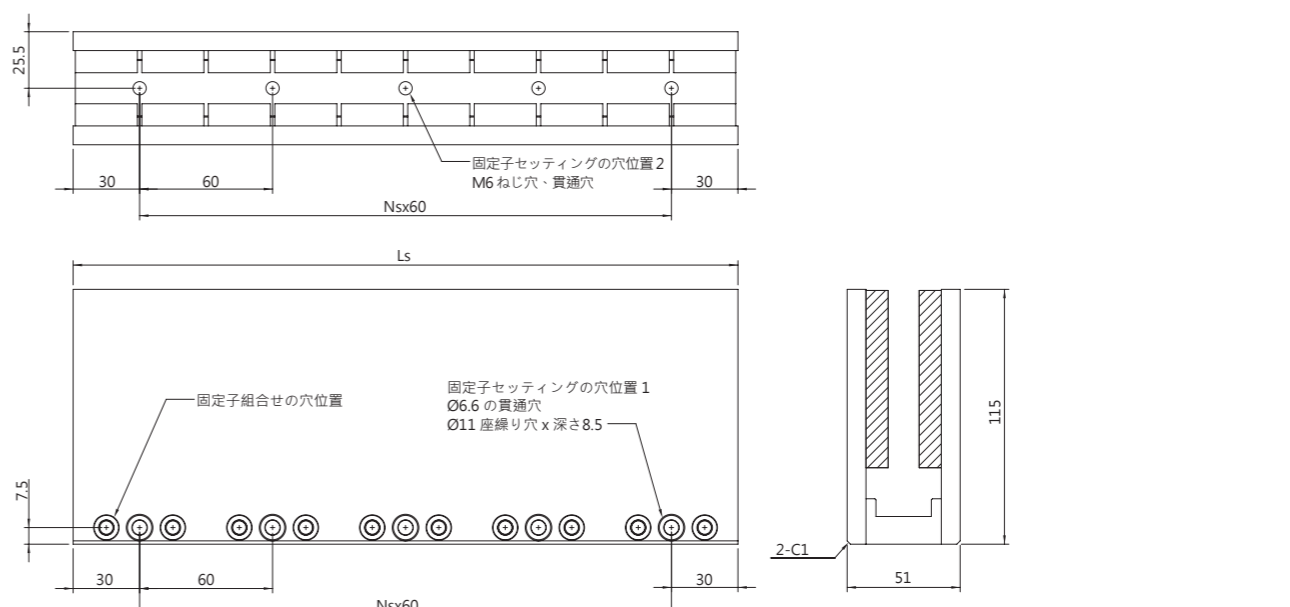 25.5
固定子セッティングの穴位置2
M6 ねじ穴、貫通穴
30
60
30
Nsx60
Ls
固定子組合せの穴位置
固定子セッティングの穴位置 1
Ø6.6 の貫通穴
Ø11 座繰り穴 x 深さ8.5
7.5
115
2-C1
30
60
30
51
Nsx60